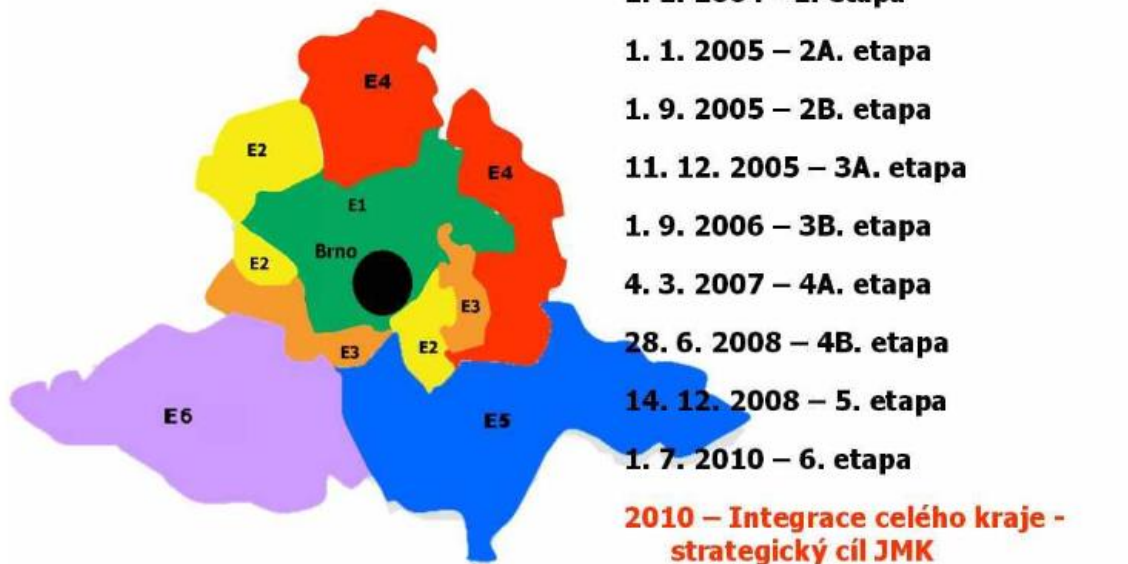 1. 1. 2005 – 2A. etapa
1. 9. 2005 – 2B. etapa
11. 12. 2005 – 3A. etapa
1. 9. 2006 – 3B. etapa
4. 3. 2007 – 4A. etapa
28. 6. 2008 – 4B. etapa
14. 12. 2008 – 5. etapa
1. 7. 2010 – 6. etapa
2010 – Integrace celého kraje -
strategický cíl JMK
E4
E2
E4
E1
Brno
E2
E3
E3
E2
E6
E5